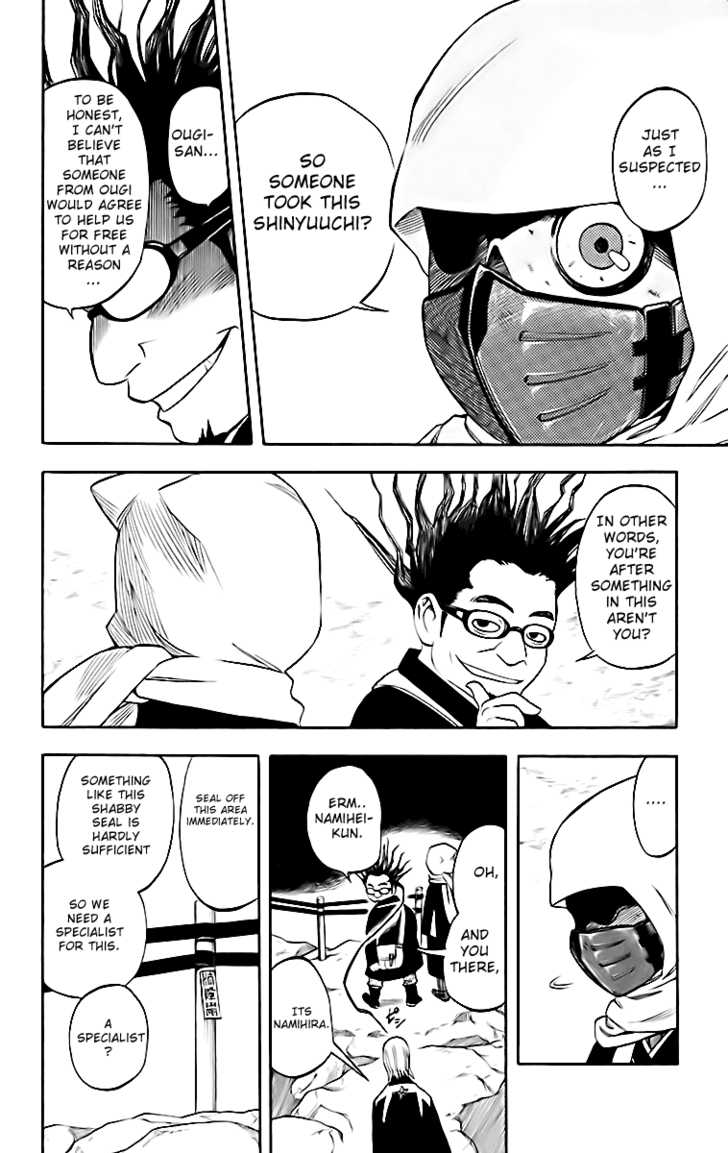 JUST
AS I
SUSPECTED
...
SO
SOMEONE
TOOK THIS
SHINYUUCHI?
OUGI-
SAN...
TO BE
HONEST,
I CAN'T
BELIEVE
THAT
SOMEONE
FROM OUGI
WOULD AGREE
TO HELP US
FOR FREE
WITHOUT A
REASON
...
IN OTHER
WORDS,
YOU'RE
AFTER
SOMETHING
IN THIS
AREN'T
YOU?
....
OH,
AND
YOU
THERE,
ERM..
NAMIHEI-
KUN.
ITS
NAMIHIRA.
SEAL OFF
THIS AREA
IMMEDIATELY.
SOMETHING
LIKE THIS
SHABBY
SEAL IS
HARDLY
SUFFICIENT
SO WE
NEED A
SPECIALIST
FOR THIS.
A
SPECIALIST
?